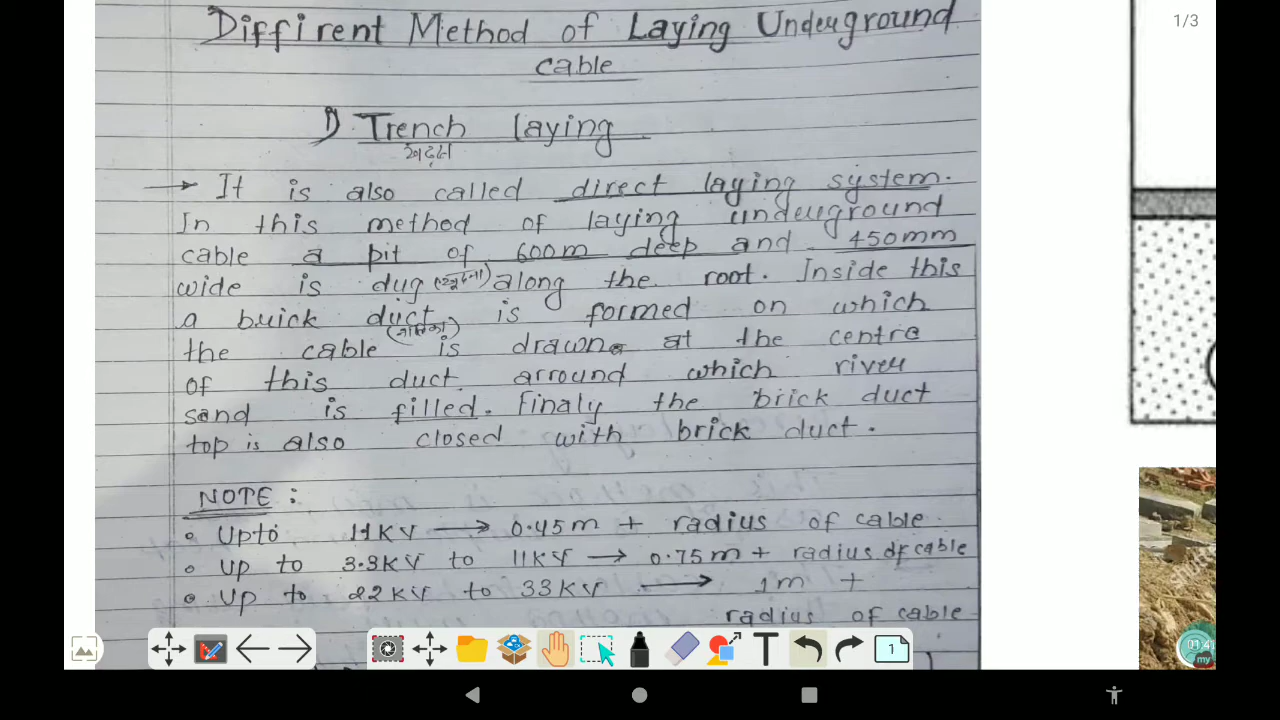 1/3
Diffirent Method of Laying Underground
cable
1) Trench laying
→ It is also called direct laying system.
In this method of laying underground
cable a pit of 600m deep and 450mm
wide is dug along the root. Inside this
a brick duct is formed on which
the cable is drawn at the centre
of this duct arround which river
sand is filled. Finaly the brick duct
top is also closed with brick duct.
NOTE:
• Upto 11KV → 0.45m + radius of cable.
• Up to 3.3KV to 11KV → 0.75m + radius of cable
• Up to 22KV to 33KV → 1m +
radius of cable
T
1
01:41
my